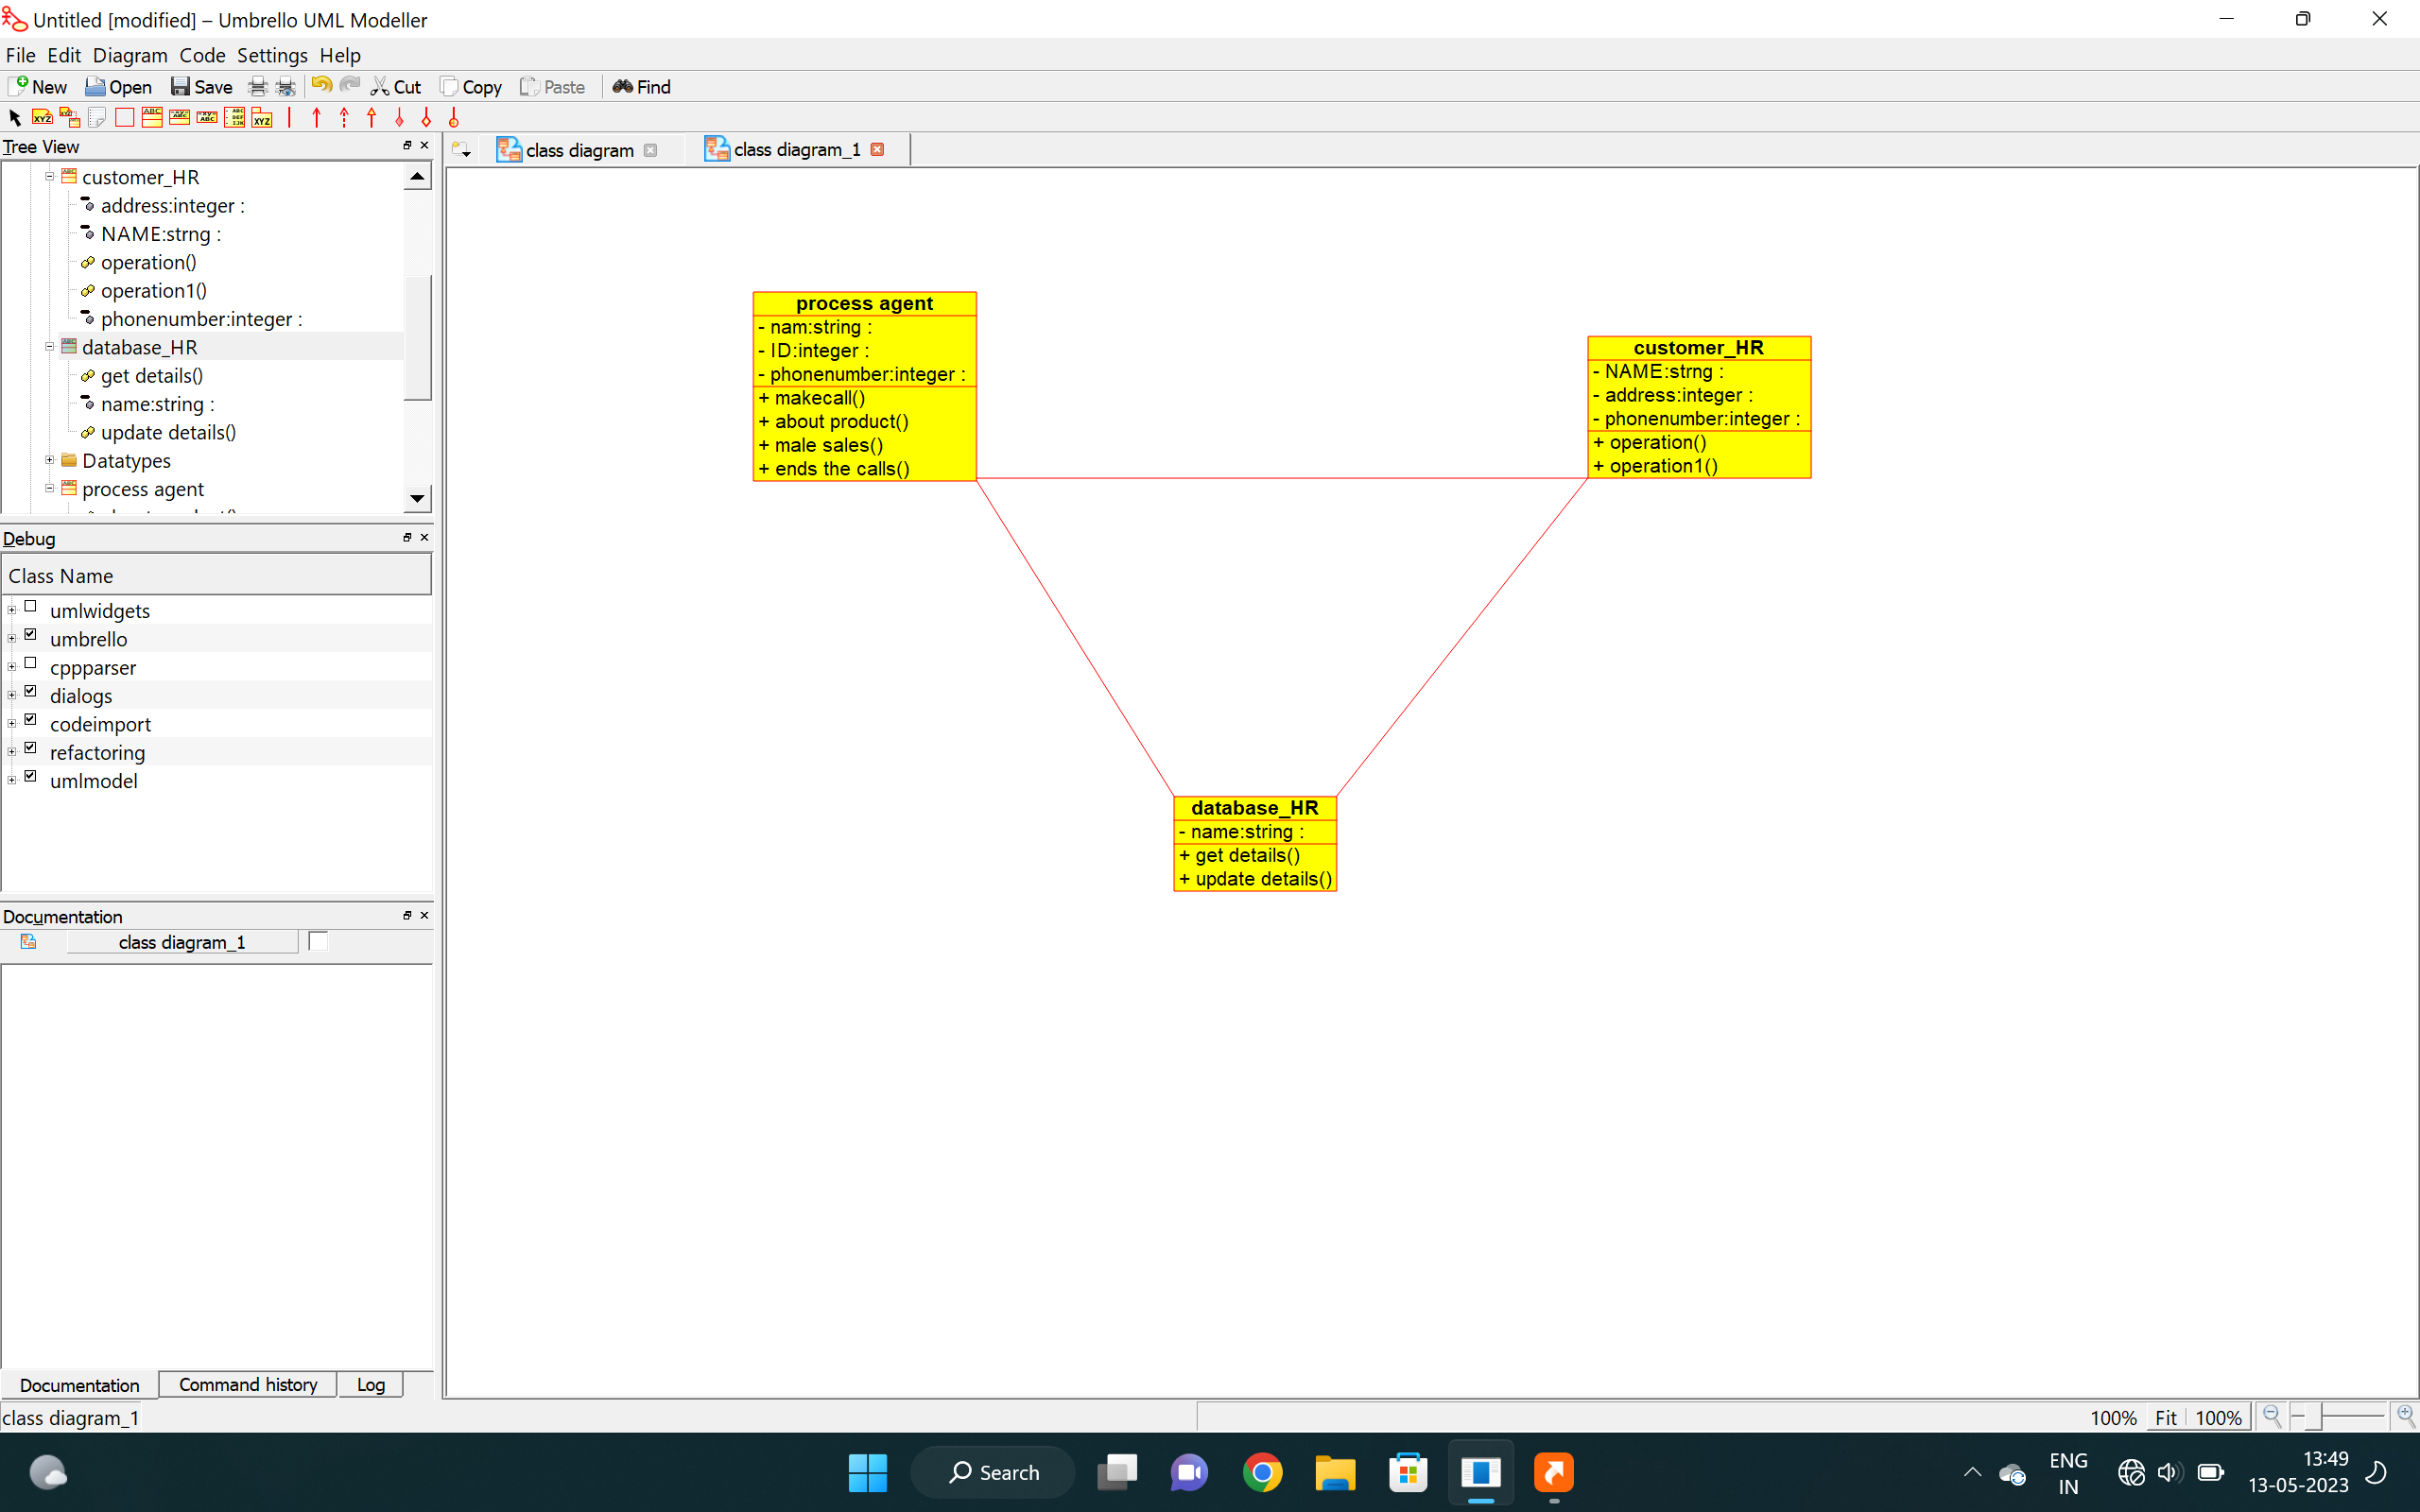 Untitled [modified] – Umbrello UML Modeller
File Edit Diagram Code Settings Help
New Open Save Cut Copy Paste Find
Tree View
class diagram class diagram_1
customer_HR
address:integer :
NAME:strng :
operation()
operation1()
phonenumber:integer :
database_HR
get details()
name:string :
update details()
Datatypes
process agent
Debug
Class Name
umlwidgets
umbrello
cppparser
dialogs
codeimport
refactoring
umlmodel
Documentation
class diagram_1
Documentation Command history Log
process agent
- nam:string :
- ID:integer :
- phonenumber:integer :
+ makecall()
+ about product()
+ male sales()
+ ends the calls()
customer_HR
- NAME:strng :
- address:integer :
- phonenumber:integer :
+ operation()
+ operation1()
database_HR
- name:string :
+ get details()
+ update details()
class diagram_1
100% Fit 100%
Search
ENG
IN
13:49
13-05-2023